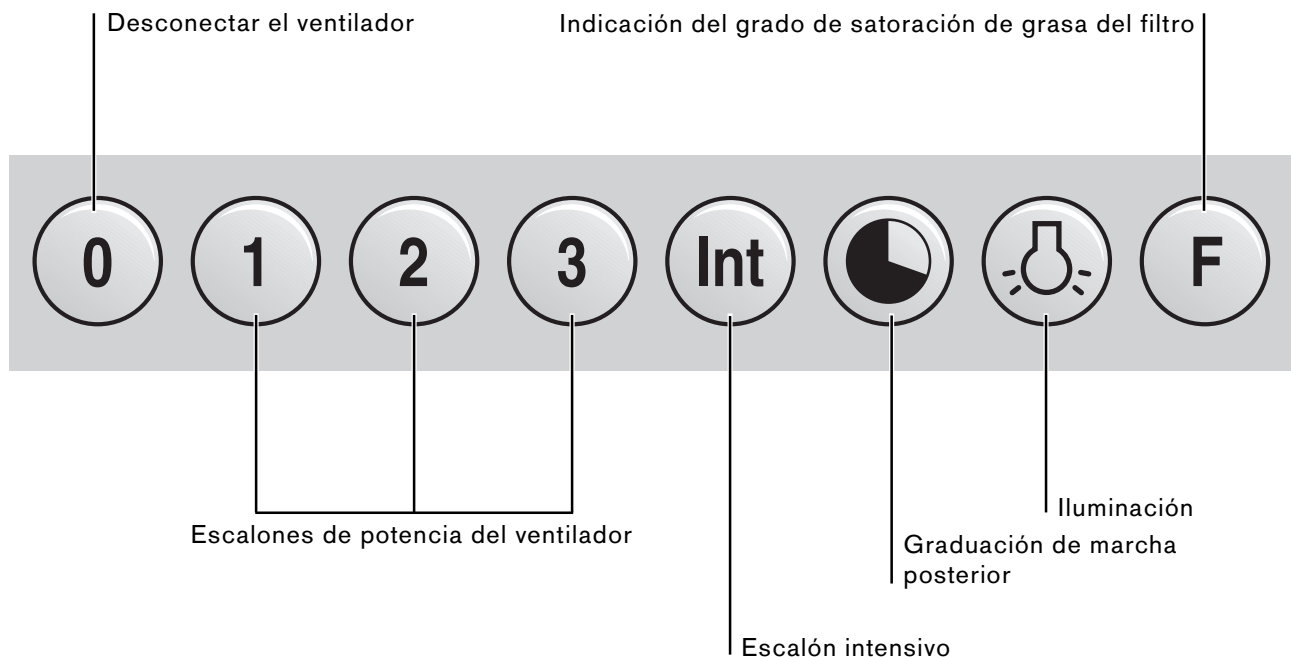 Desconectar el ventilador
Indicación del grado de satoración de grasa del filtro
0
1
2
3
Int
F
Escalones de potencia del ventilador
Iluminación
Graduación de marcha
posterior
Escalón intensivo